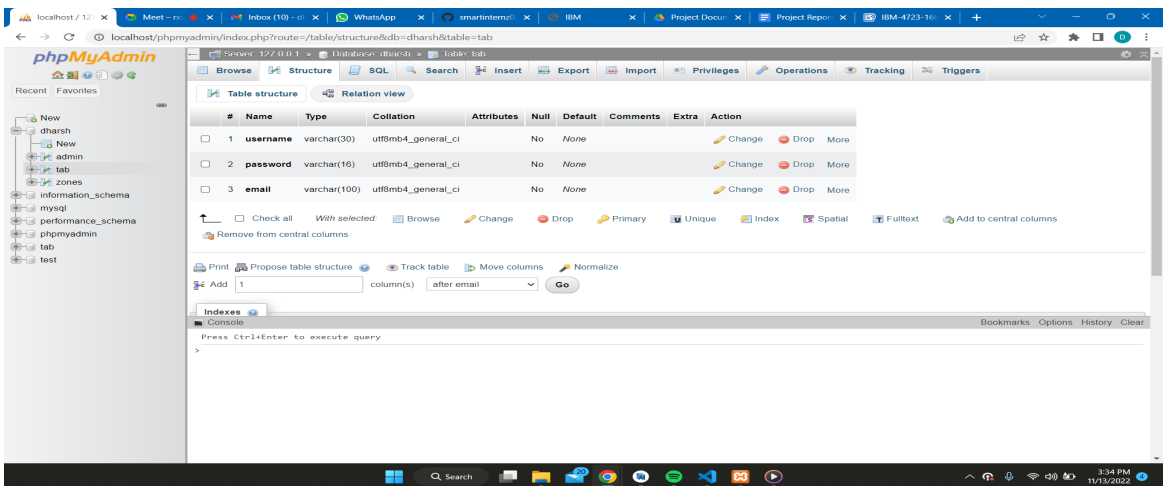 localhost / 12 Meet – rx Inbox (10) - d WhatsApp smartinternz0 IBM Project Docum Project Repor IBM-4723-166
localhost/phpmyadmin/index.php?route=/table/structure&db=dharsh&table=tab D
phpMyAdmin
Recent Favorites
New
dharsh
New
admin
tab
zones
information_schema
mysql
performance_schema
phpmyadmin
tab
test
Server: 127.0.0.1 » Database: dharsh » Table: tab
Browse Structure SQL Search Insert Export Import Privileges Operations Tracking Triggers
Table structure Relation view
# Name Type Collation Attributes Null Default Comments Extra Action
1 username varchar(30) utf8mb4_general_ci No None Change Drop More
2 password varchar(16) utf8mb4_general_ci No None Change Drop More
3 email varchar(100) utf8mb4_general_ci No None Change Drop More
Check all With selected: Browse Change Drop Primary Unique Index Spatial Fulltext Add to central columns
Remove from central columns
Print Propose table structure Track table Move columns Normalize
Add 1 column(s) after email Go
Indexes
Console Bookmarks Options History Clear
Press Ctrl+Enter to execute query
>
Search 20 3:34 PM
11/13/2022 4